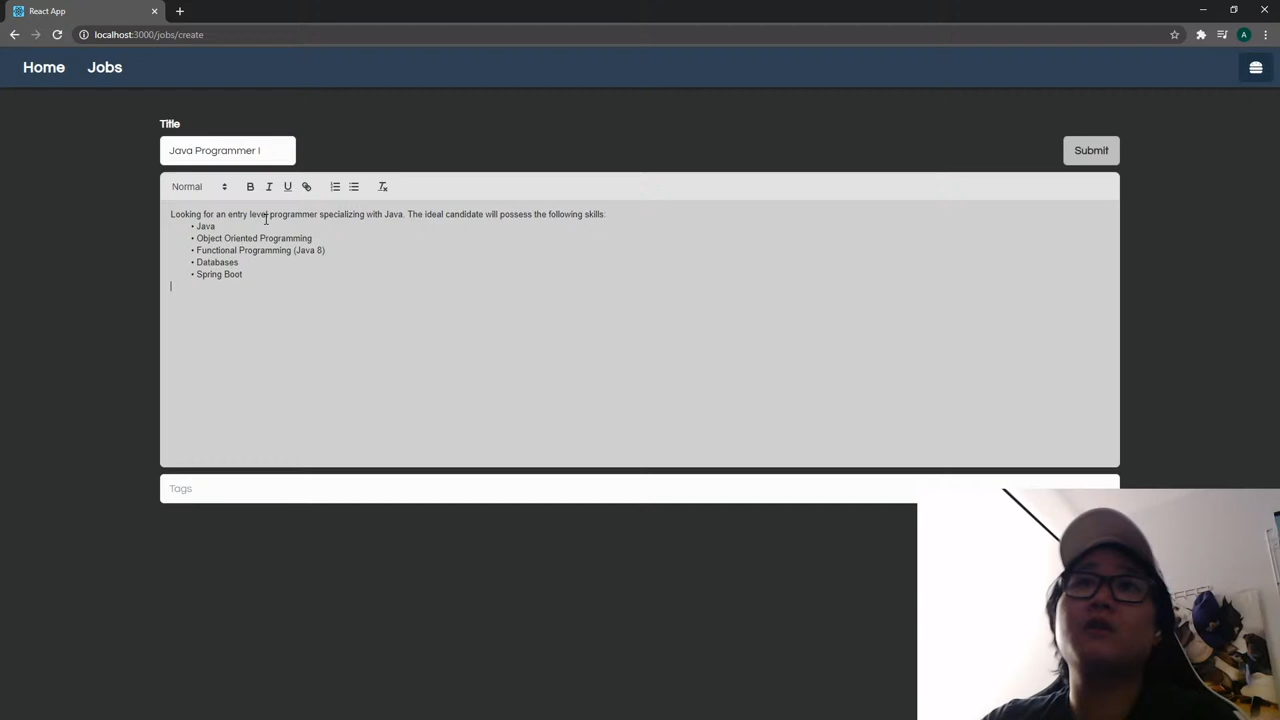 React App
localhost:3000/jobs/create
A
Home Jobs
Title
Java Programmer I
Submit
Normal B I U
Looking for an entry level programmer specializing with Java. The ideal candidate will possess the following skills:
• Java
• Object Oriented Programming
• Functional Programming (Java 8)
• Databases
• Spring Boot
Tags